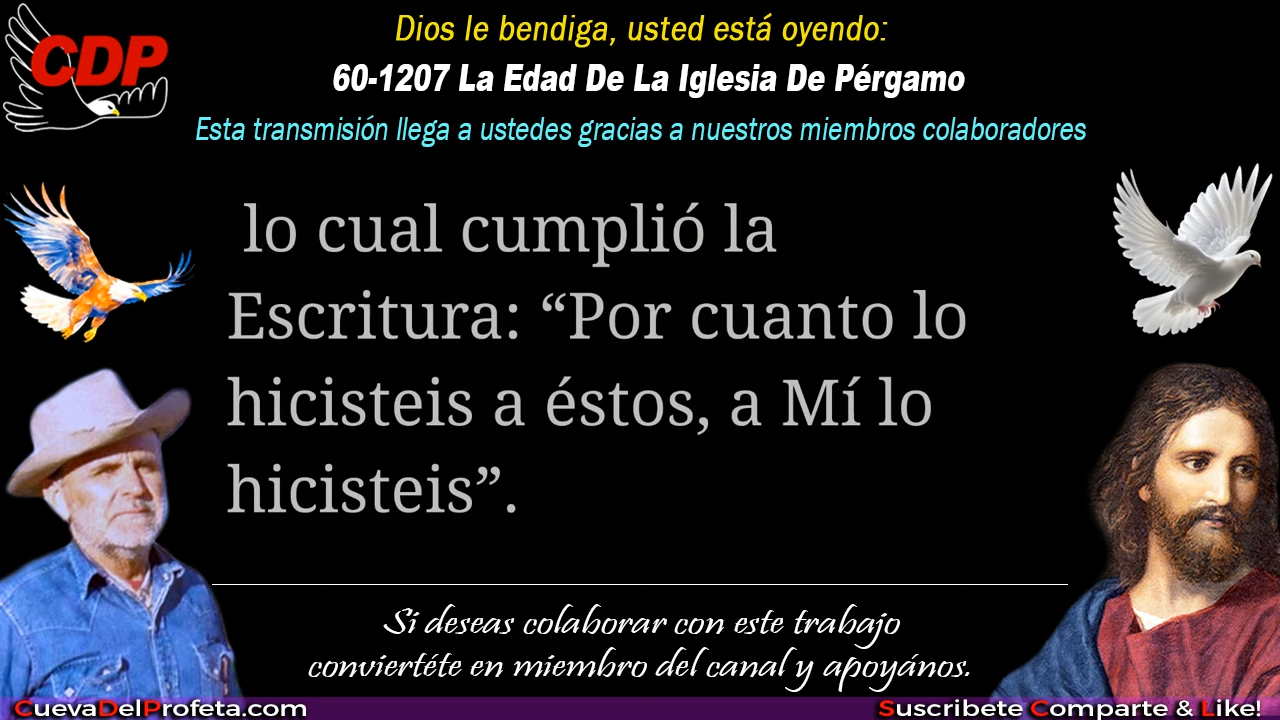 CDP
Dios le bendiga, usted está oyendo:
60-1207 La Edad De La Iglesia De Pérgamo
Esta transmisión llega a ustedes gracias a nuestros miembros colaboradores
lo cual cumplió la
Escritura: “Por cuanto lo
hicisteis a éstos, a Mí lo
hicisteis”.
Si deseas colaborar con este trabajo
conviertéte en miembro del canal y apoyános.
CuevaDelProfeta.com
Suscribete Comparte & Like!